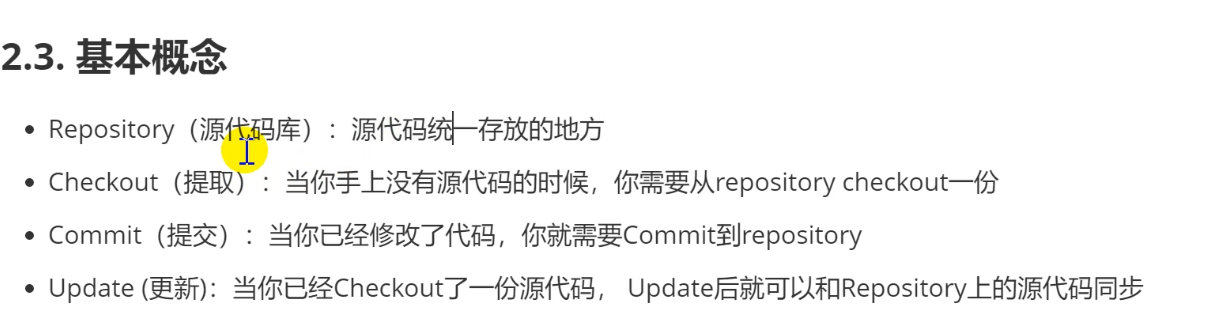 2.3. 基本概念
Repository（源代码库）：源代码统一存放的地方
Checkout（提取）：当你手上没有源代码的时候，你需要从repository checkout一份
Commit（提交）：当你已经修改了代码，你就需要Commit到repository
Update (更新)：当你已经Checkout了一份源代码， Update后就可以和Repository上的源代码同步